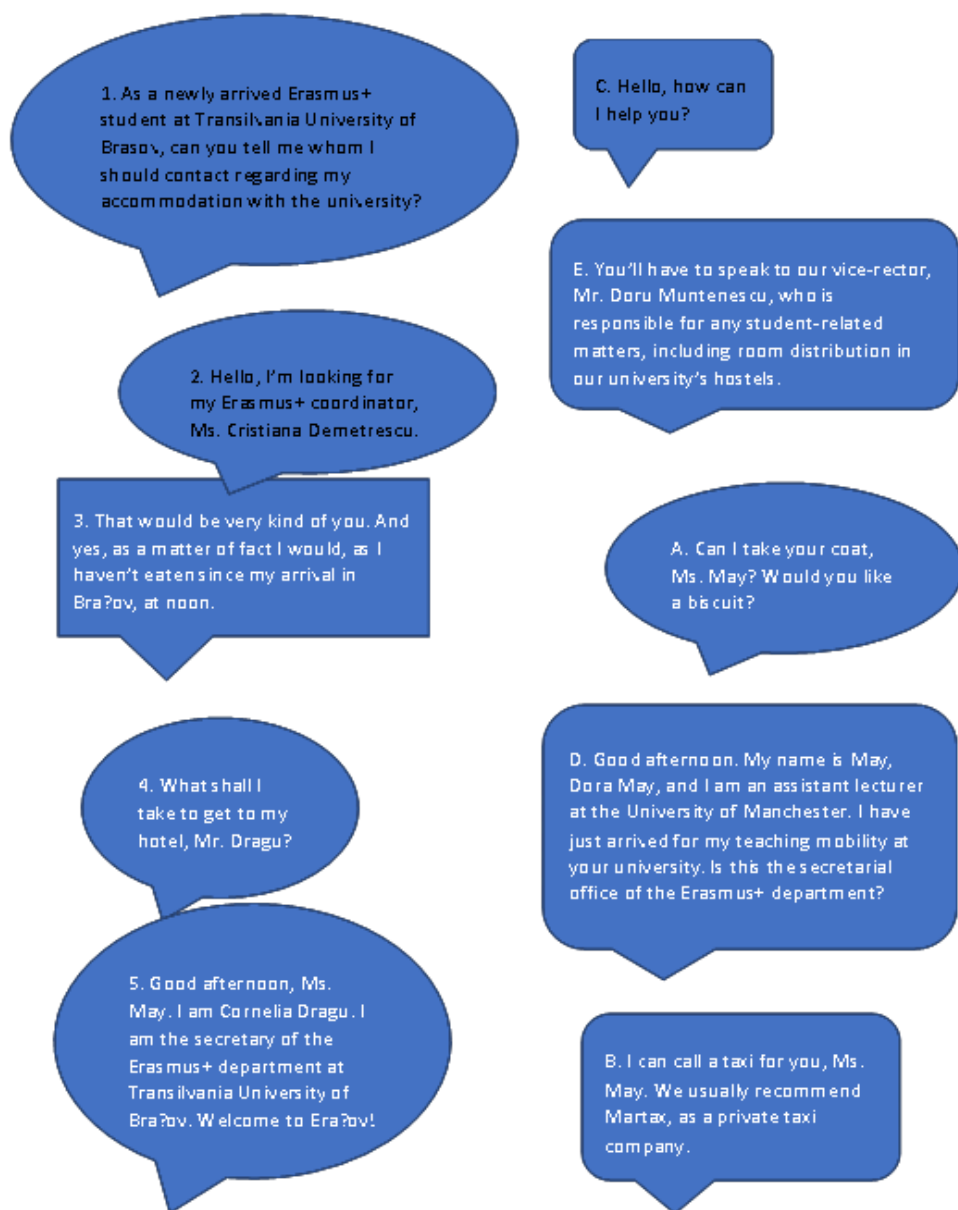 1. As a newly arrived Erasmus+
student at Transilvania University of
Brasov, can you tell me whom I
should contact regarding my
accommodation with the university?
C. Hello, how can
I help you?
E. You'll have to speak to our vice-rector,
Mr. Doru Muntenescu, who is
responsible for any student-related
matters, including room distribution in
our university's hostels.
2. Hello, I'm looking for
my Erasmus+ coordinator,
Ms. Cristiana Demetrescu.
3. That would be very kind of you. And
yes, as a matter of fact I would, as I
haven't eaten since my arrival in
Bra?ov, at noon.
A. Can I take your coat,
Ms. May? Would you like
a biscuit?
4. What shall I
take to get to my
hotel, Mr. Dragu?
D. Good afternoon. My name is May,
Dora May, and I am an assistant lecturer
at the University of Manchester. I have
just arrived for my teaching mobility at
your university. Is this the secretarial
office of the Erasmus+ department?
5. Good afternoon, Ms.
May. I am Cornelia Dragu. I
am the secretary of the
Erasmus+ department at
Transilvania University of
Bra?ov. Welcome to Bra?ov!
B. I can call a taxi for you, Ms.
May. We usually recommend
Martax, as a private taxi
company.